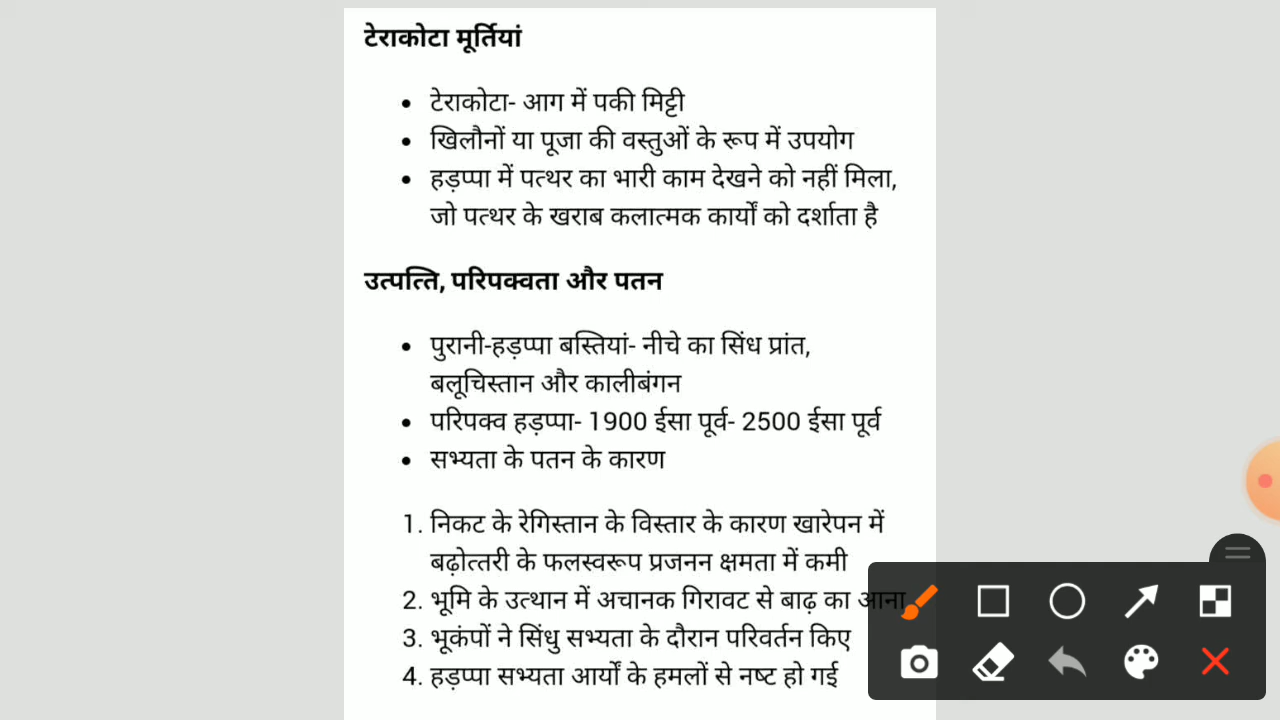 टेराकोटा मूर्तियां
• टेराकोटा- आग में पकी मिट्टी
• खिलौनों या पूजा की वस्तुओं के रूप में उपयोग
• हड़प्पा में पत्थर का भारी काम देखने को नहीं मिला,
जो पत्थर के खराब कलात्मक कार्यों को दर्शाता है
उत्पत्ति, परिपक्वता और पतन
• पुरानी-हड़प्पा बस्तियां- नीचे का सिंध प्रांत,
बलूचिस्तान और कालीबंगन
• परिपक्व हड़प्पा- 1900 ईसा पूर्व- 2500 ईसा पूर्व
• सभ्यता के पतन के कारण
1. निकट के रेगिस्तान के विस्तार के कारण खारेपन में
बढ़ोत्तरी के फलस्वरूप प्रजनन क्षमता में कमी
2. भूमि के उत्थान में अचानक गिरावट से बाढ़ का आना
3. भूकंपों ने सिंधु सभ्यता के दौरान परिवर्तन किए
4. हड़प्पा सभ्यता आर्यों के हमलों से नष्ट हो गई